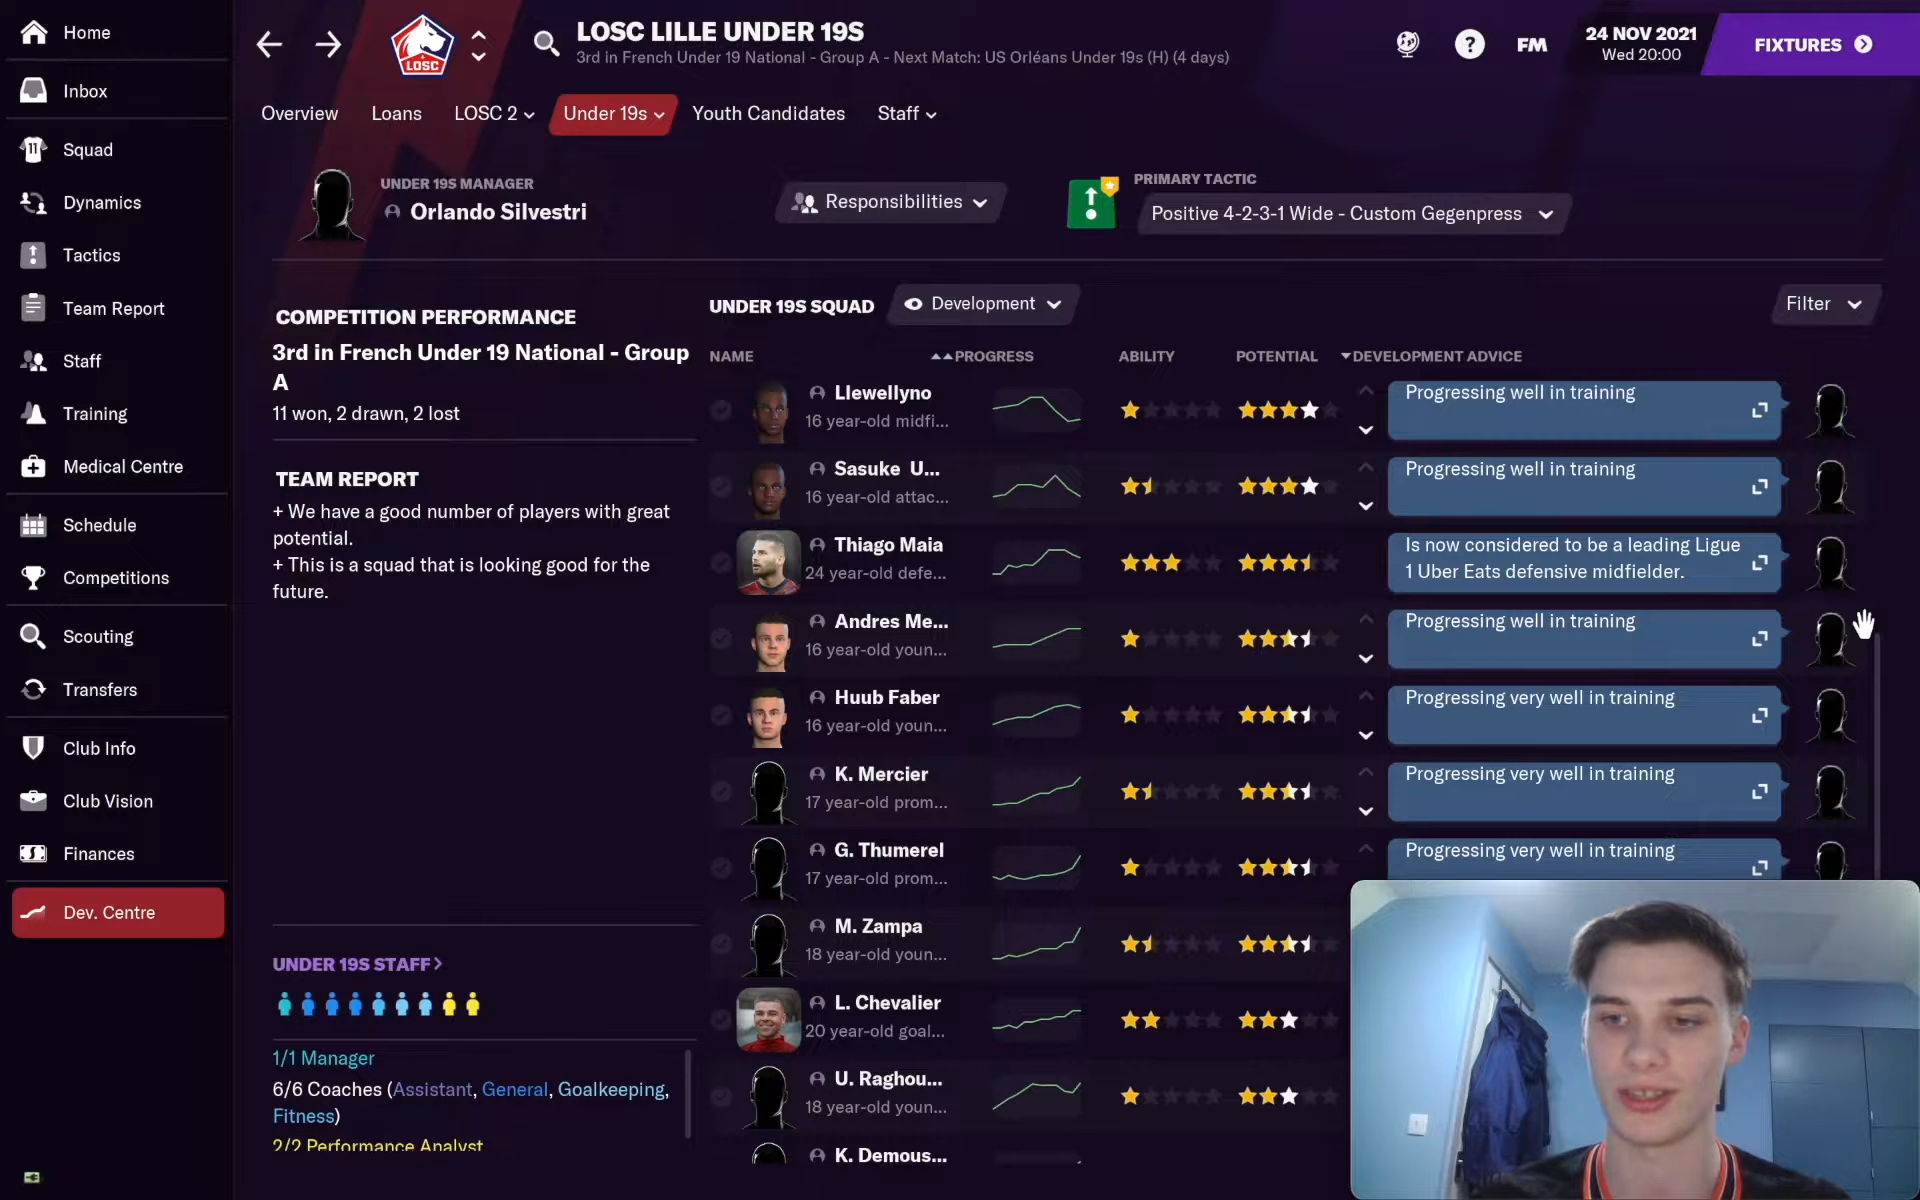 Home
Inbox
Squad
Dynamics
Tactics
Team Report
Staff
Training
Medical Centre
Schedule
Competitions
Scouting
Transfers
Club Info
Club Vision
Finances
Dev. Centre
LOSC
LOSC LILLE UNDER 19S
3rd in French Under 19 National - Group A - Next Match: US Orléans Under 19s (H) (4 days)
FM
24 NOV 2021
Wed 20:00
FIXTURES
Overview
Loans
LOSC 2
Under 19s
Youth Candidates
Staff
UNDER 19S MANAGER
Orlando Silvestri
Responsibilities
PRIMARY TACTIC
Positive 4-2-3-1 Wide - Custom Gegenpress
COMPETITION PERFORMANCE
3rd in French Under 19 National - Group
A
11 won, 2 drawn, 2 lost
TEAM REPORT
+ We have a good number of players with great
potential.
+ This is a squad that is looking good for the
future.
UNDER 19S STAFF
1/1 Manager
6/6 Coaches (Assistant, General, Goalkeeping,
Fitness)
2/2 Performance Analyst
UNDER 19S SQUAD
Development
Filter
NAME PROGRESS ABILITY POTENTIAL DEVELOPMENT ADVICE
Llewellyno
16 year-old midfi...
Progressing well in training
Sasuke U...
16 year-old attac...
Progressing well in training
Thiago Maia
24 year-old defe...
Is now considered to be a leading Ligue
1 Uber Eats defensive midfielder.
Andres Me...
16 year-old youn...
Progressing well in training
Huub Faber
16 year-old youn...
Progressing very well in training
K. Mercier
17 year-old prom...
Progressing very well in training
G. Thumerel
17 year-old prom...
Progressing very well in training
M. Zampa
18 year-old youn...
L. Chevalier
20 year-old goal...
U. Raghou...
18 year-old youn...
K. Demous...